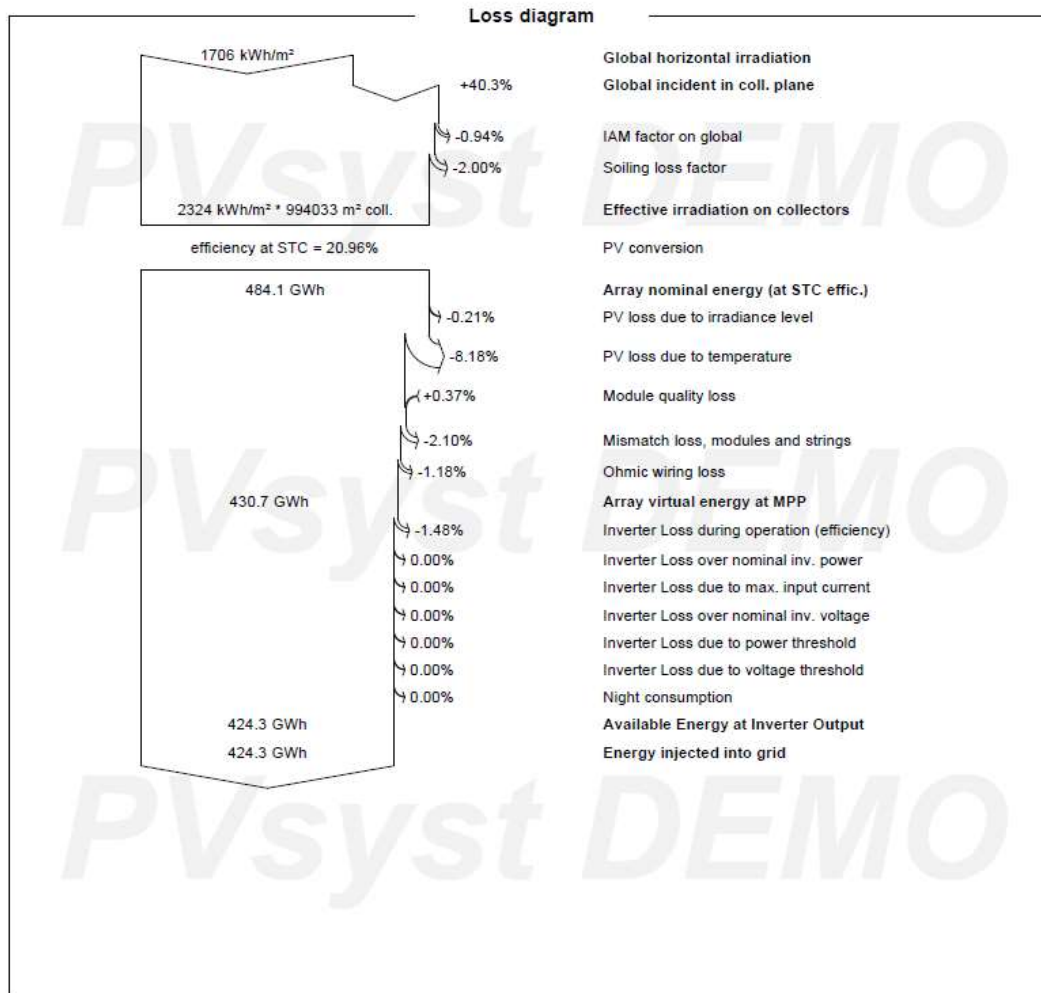 Loss diagram
1706 kWh/m² Global horizontal irradiation
+40.3% Global incident in coll. plane
-0.94% IAM factor on global
-2.00% Soiling loss factor
PVsyst DEMO
2324 kWh/m² * 994033 m² coll. Effective irradiation on collectors
efficiency at STC = 20.96% PV conversion
484.1 GWh Array nominal energy (at STC effic.)
-0.21% PV loss due to irradiance level
-8.18% PV loss due to temperature
+0.37% Module quality loss
-2.10% Mismatch loss, modules and strings
-1.18% Ohmic wiring loss
PVsyst DEMO
430.7 GWh Array virtual energy at MPP
-1.48% Inverter Loss during operation (efficiency)
0.00% Inverter Loss over nominal inv. power
0.00% Inverter Loss due to max. input current
0.00% Inverter Loss over nominal inv. voltage
0.00% Inverter Loss due to power threshold
0.00% Inverter Loss due to voltage threshold
0.00% Night consumption
424.3 GWh Available Energy at Inverter Output
424.3 GWh Energy injected into grid
PVsyst DEMO